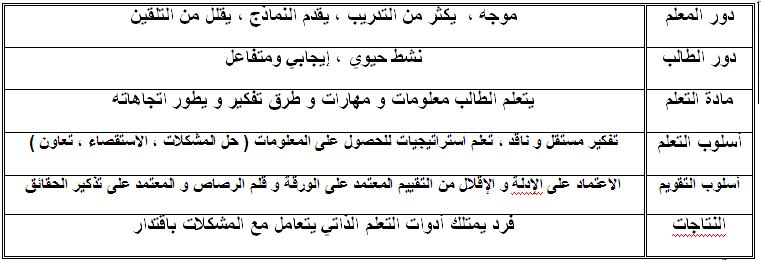 دور المعلم موجه ، يكثر من التدريب ، يقدم النماذج ، يقلل من التلقين
دور الطالب نشط حيوي ، إيجابي ومتفاعل
مادة التعلم يتعلم الطالب معلومات و مهارات و طرق تفكير و يطور اتجاهاته
أسلوب التعلم تفكير مستقل و ناقد ، تعلم استراتيجيات للحصول على المعلومات ( حل المشكلات ، الاستقصاء ، تعاون )
أسلوب التقويم الاعتماد على الإدلة و الإقلال من التقييم المعتمد على الورقة و قلم الرصاص و المعتمد على تذكير الحقائق
النتاجات فرد يمتلك أدوات التعلم الذاتي يتعامل مع المشكلات باقتدار